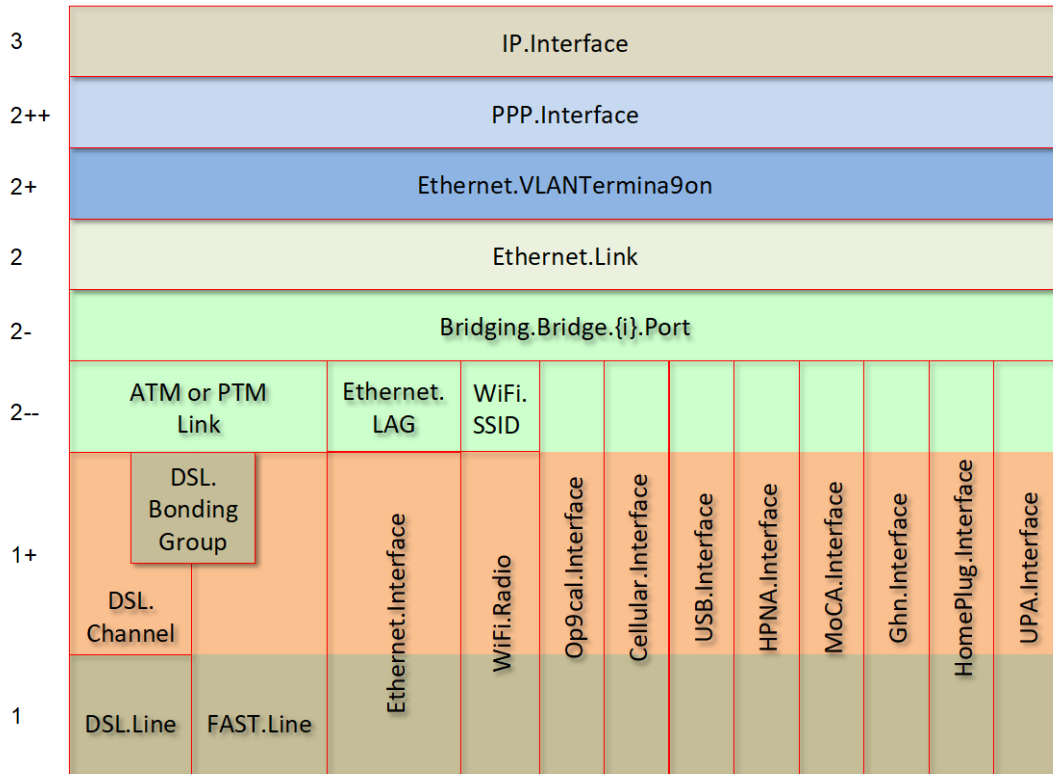 3
IP.Interface
2++
PPP.Interface
2+
Ethernet.VLANTermina9on
2
Ethernet.Link
2-
Bridging.Bridge.{i}.Port
2--
ATM or PTM
Link
Ethernet.
LAG
WiFi.
SSID
1+
DSL.
Bonding
Group
DSL.
Channel
Ethernet.Interface
WiFi.Radio
Op9cal.Interface
Cellular.Interface
USB.Interface
HPNA.Interface
MoCA.Interface
Ghn.Interface
HomePlug.Interface
UPA.Interface
1
DSL.Line
FAST.Line